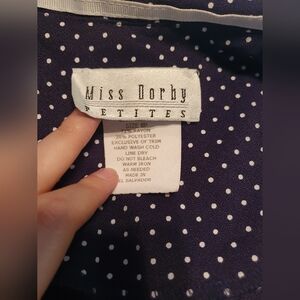 Miss Dorby
PETITES
RAYON
POLYESTER
EXCLUSIVE OF TRIM
HAND WASH COLD
LINE DRY
DO NOT BLEACH
WARM IRON
AS NEEDED
MADE IN
EL SALVADOR